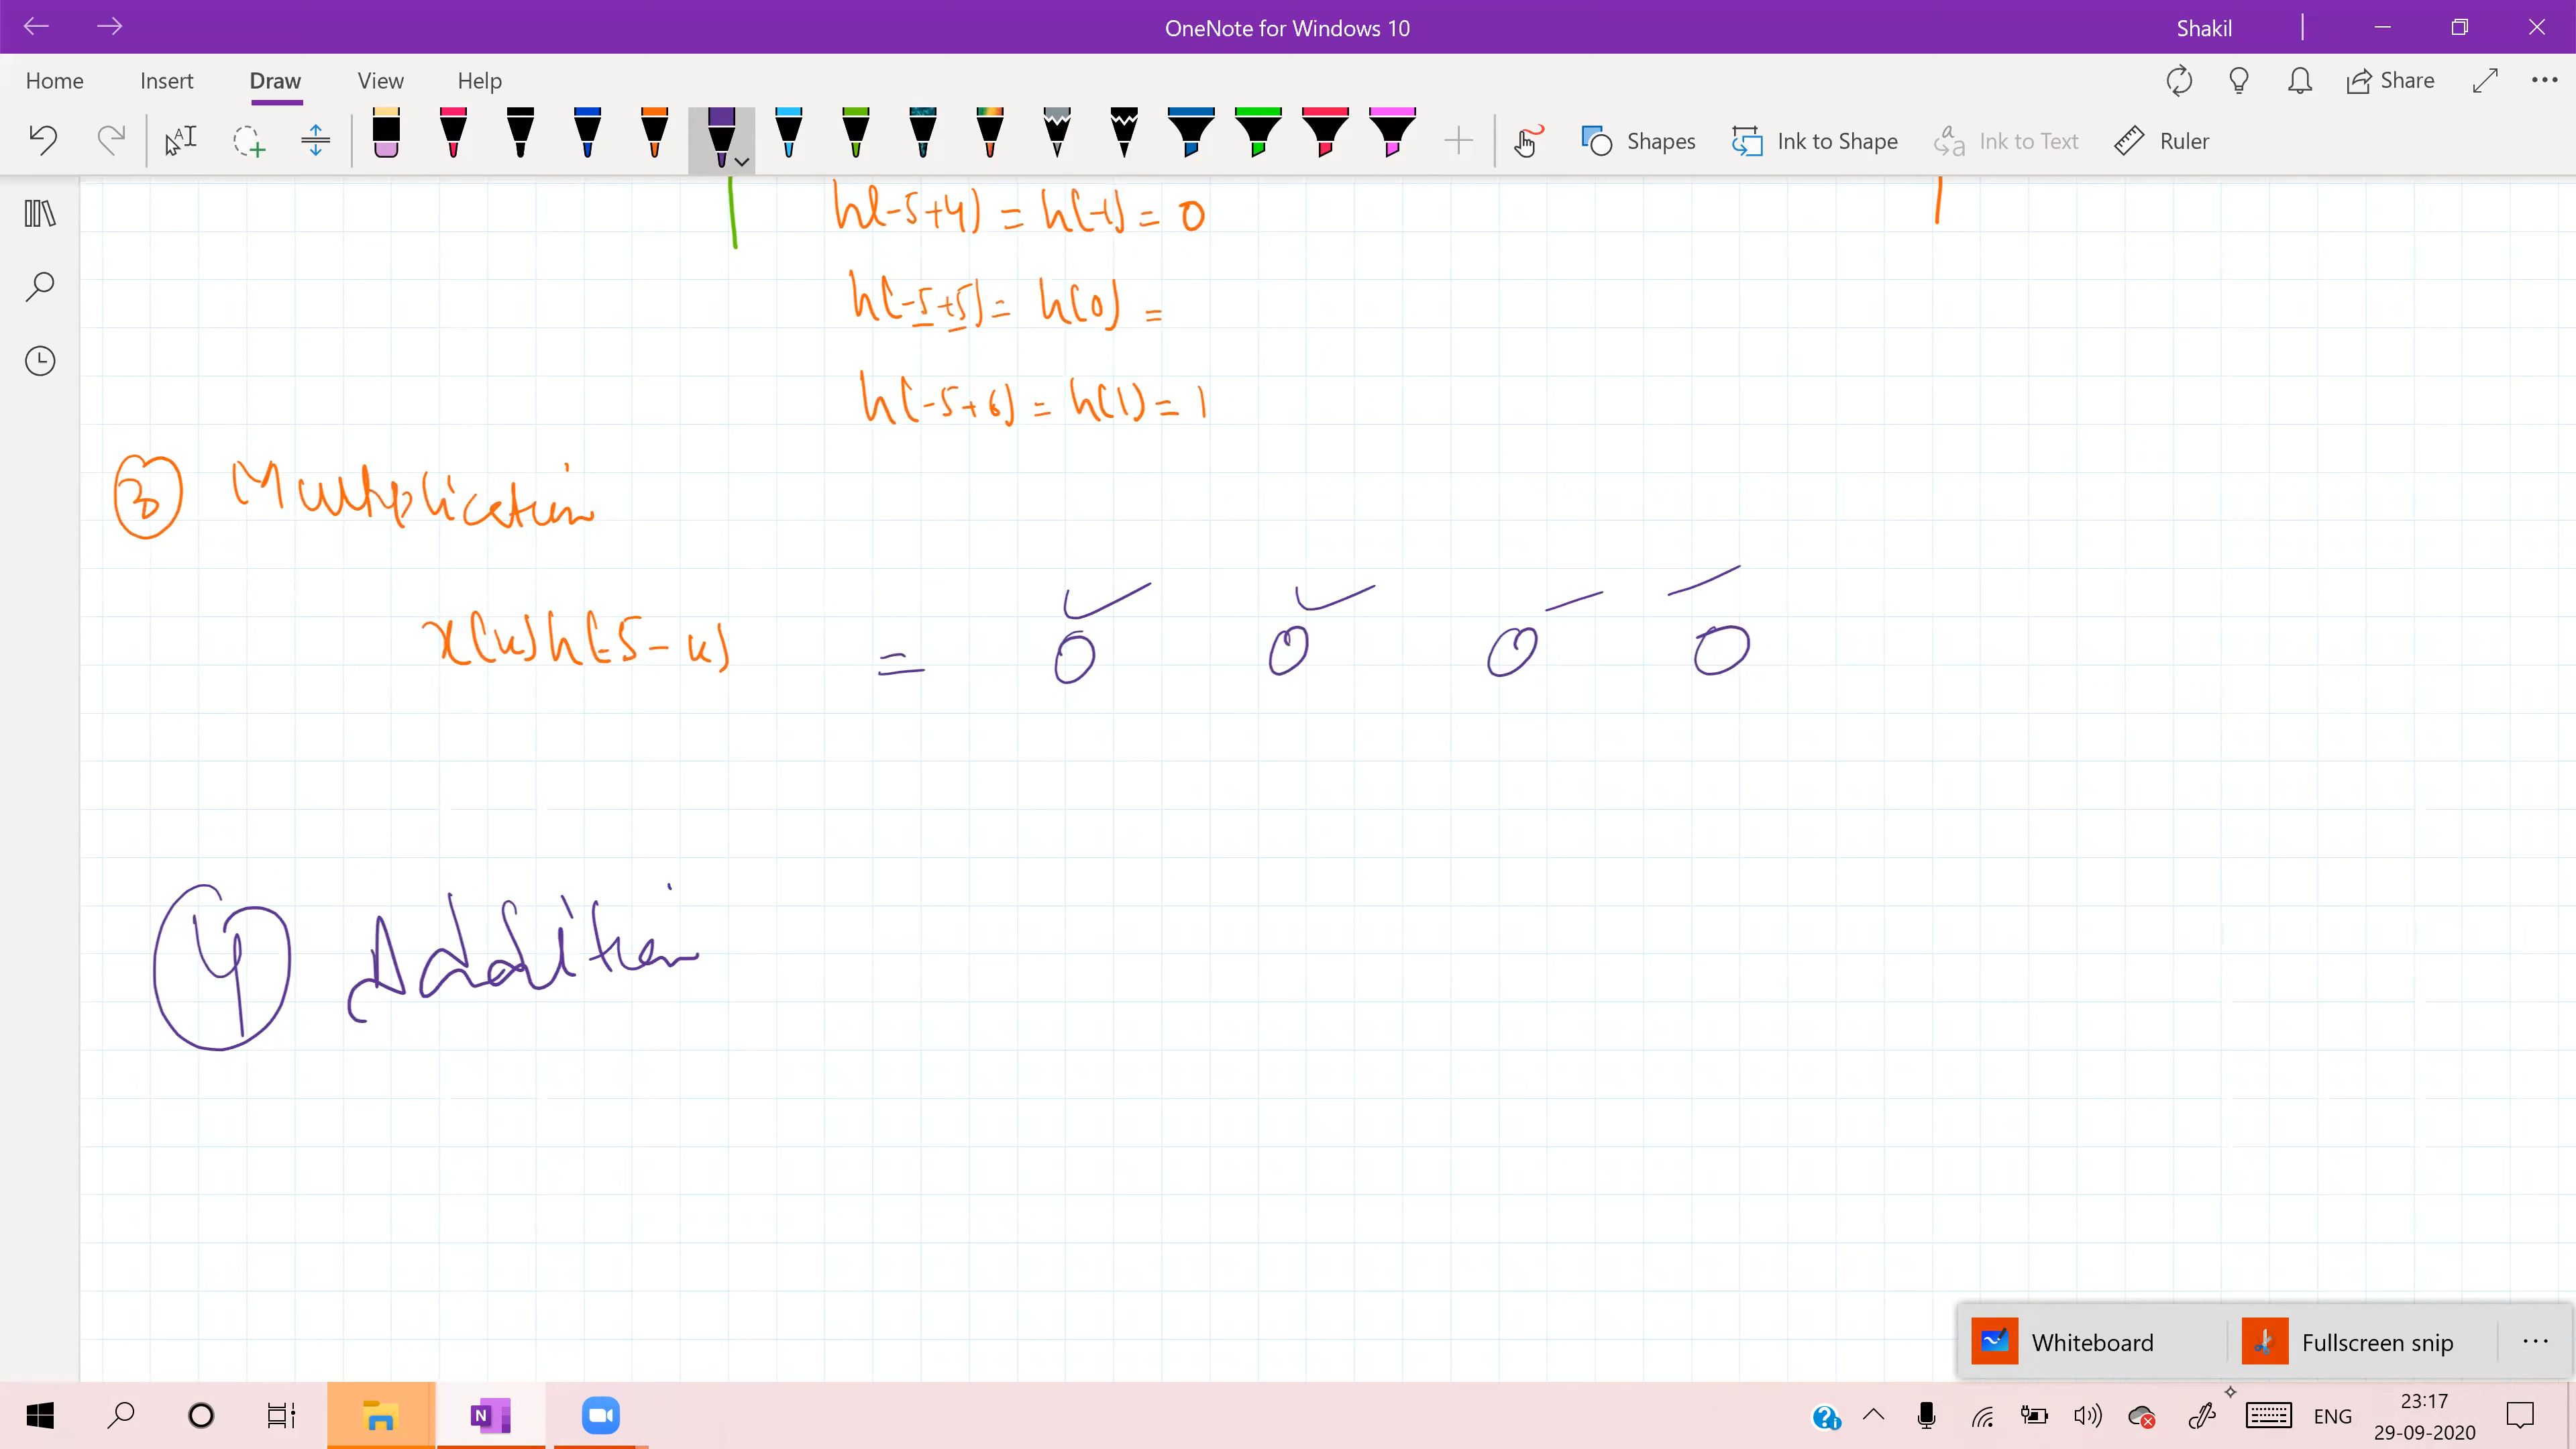 OneNote for Windows 10
Shakil
Home Insert Draw View Help
Share
Shapes Ink to Shape Ink to Text Ruler
h(-5+4) = h(-1) = 0
h(-5+5) = h(0) =
h(-5+6) = h(1) = 1
3 Multiplication
x(k)h(-5-k) = 0 0 0 0
4 Addition
Whiteboard Fullscreen snip
ENG
23:17
29-09-2020